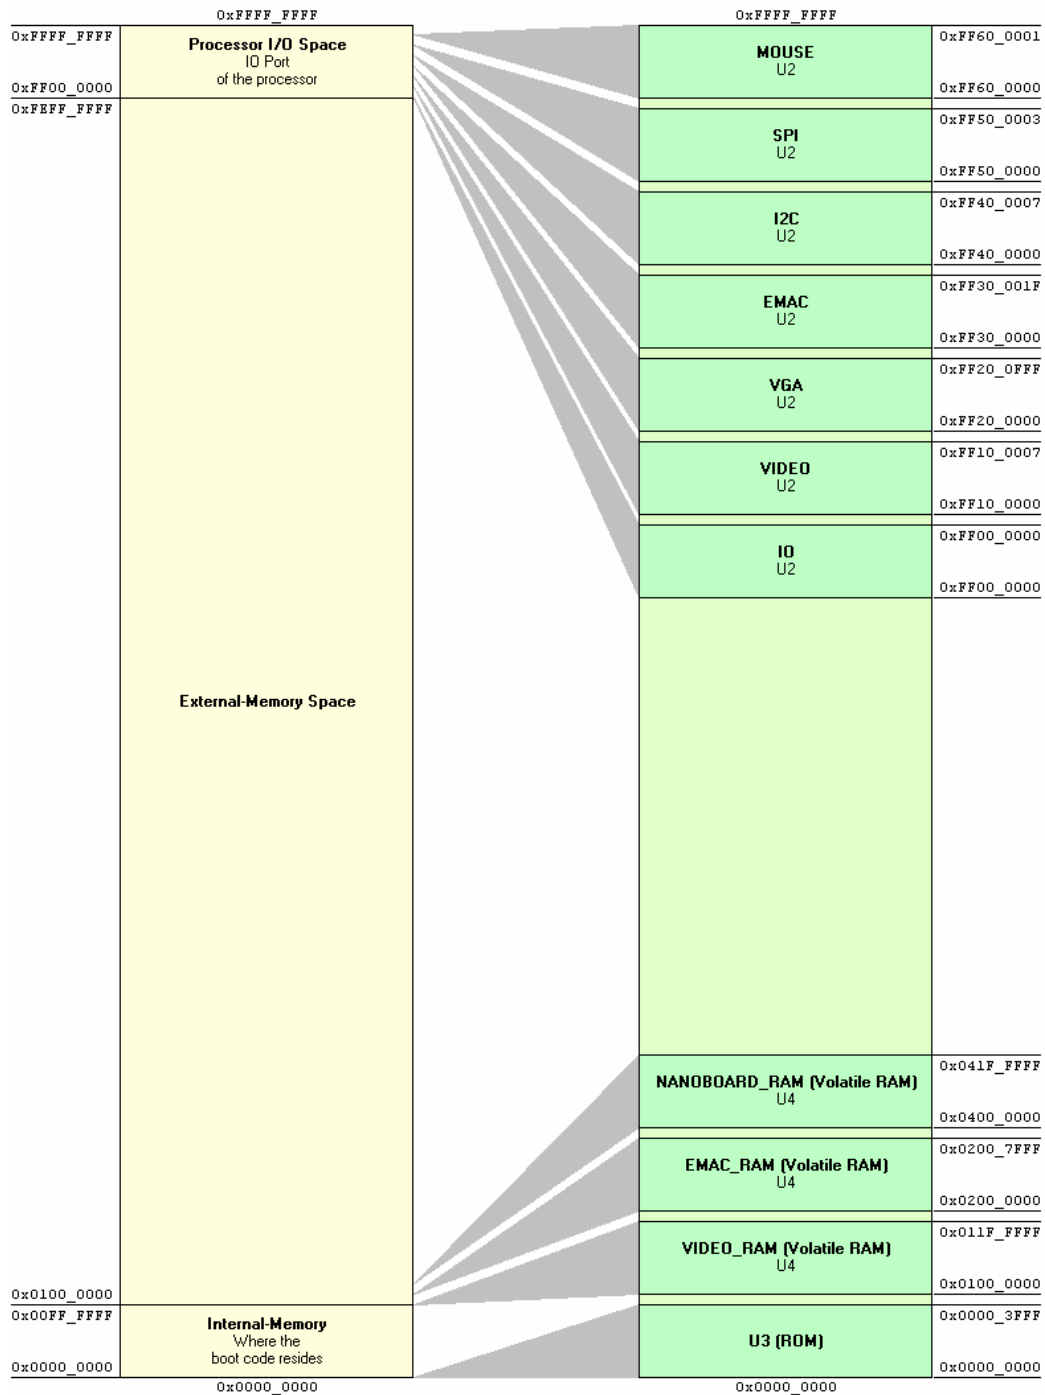 0xFFFF_FFFF
0xFFFF_FFFF
Processor I/O Space
IO Port
of the processor
0xFF00_0000
0xFEFF_FFFF
External-Memory Space
0x0100_0000
0x00FF_FFFF
Internal-Memory
Where the
boot code resides
0x0000_0000
0x0000_0000
0xFFFF_FFFF
MOUSE
U2
0xFF60_0001
0xFF60_0000
SPI
U2
0xFF50_0003
0xFF50_0000
I2C
U2
0xFF40_0007
0xFF40_0000
EMAC
U2
0xFF30_001F
0xFF30_0000
VGA
U2
0xFF20_0FFF
0xFF20_0000
VIDEO
U2
0xFF10_0007
0xFF10_0000
IO
U2
0xFF00_0000
0xFF00_0000
NANOBOARD_RAM (Volatile RAM)
U4
0x041F_FFFF
0x0400_0000
EMAC_RAM (Volatile RAM)
U4
0x0200_7FFF
0x0200_0000
VIDEO_RAM (Volatile RAM)
U4
0x011F_FFFF
0x0100_0000
U3 (ROM)
0x0000_3FFF
0x0000_0000
0x0000_0000